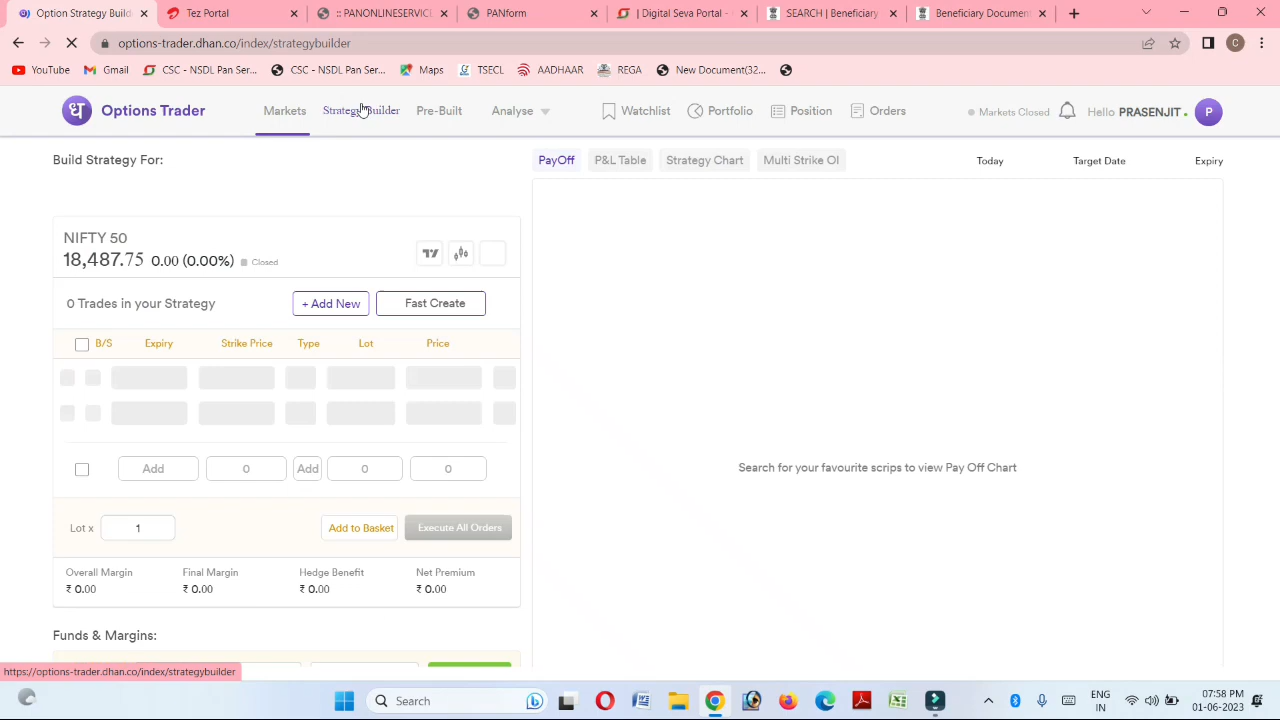 Options Trader Strategy Buil
Tez Portal
:: PANONLINESERVICE
PANform
| Digital Seva Portal -
SEARCH | Beneficiary
Beneficiary Document
options-trader.dhan.co/index/strategybuilder
C
YouTube
Gmail
CSC - NSDL Pan Ser...
CSC - NSDL Pan Ser...
Maps
TSECL
AADHAAR
REGA
New Document(32...
ध
Options Trader
Markets
StrategyBuilder
Pre-Built
Analyse
Watchlist
Portfolio
Position
Orders
Markets Closed
Hello PRASENJIT .
P
Build Strategy For:
PayOff
P&L Table
Strategy Chart
Multi Strike OI
Today
Target Date
Expiry
NIFTY 50
18,487.75 0.00 (0.00%) Closed
0 Trades in your Strategy
+ Add New
Fast Create
B/S
Expiry
Strike Price
Type
Lot
Price
Add
0
Add
0
0
Search for your favourite scrips to view Pay Off Chart
Lot x
1
Add to Basket
Execute All Orders
Overall Margin
Final Margin
Hedge Benefit
Net Premium
₹ 0.00
₹ 0.00
₹ 0.00
₹ 0.00
Funds & Margins:
https://options-trader.dhan.co/index/strategybuilder
Search
ENG
IN
07:58 PM
01-06-2023